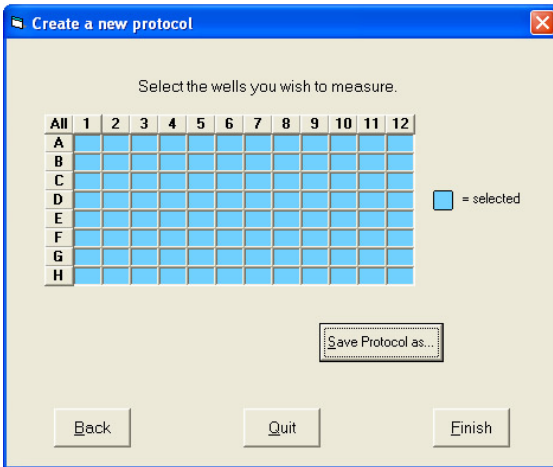 Create a new protocol
Select the wells you wish to measure.
All 1 2 3 4 5 6 7 8 9 10 11 12
A
B
C
D
= selected
E
F
G
H
Save Protocol as...
Back Quit Finish